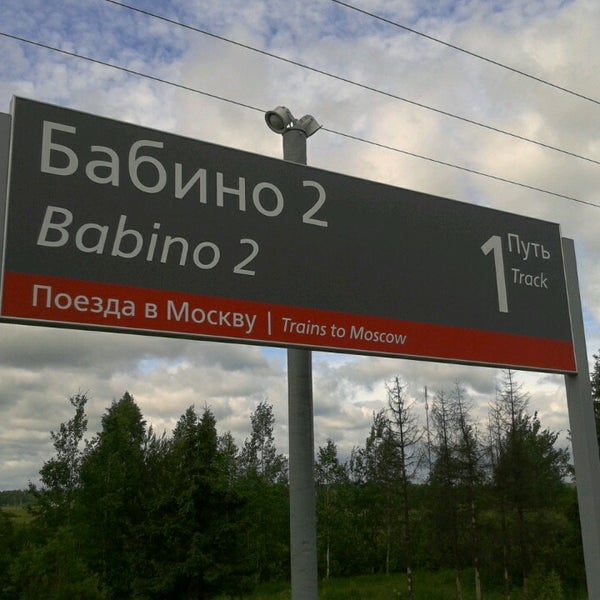 Бабино 2
Babino 2
1 Путь
Track
Поезда в Москву | Trains to Moscow